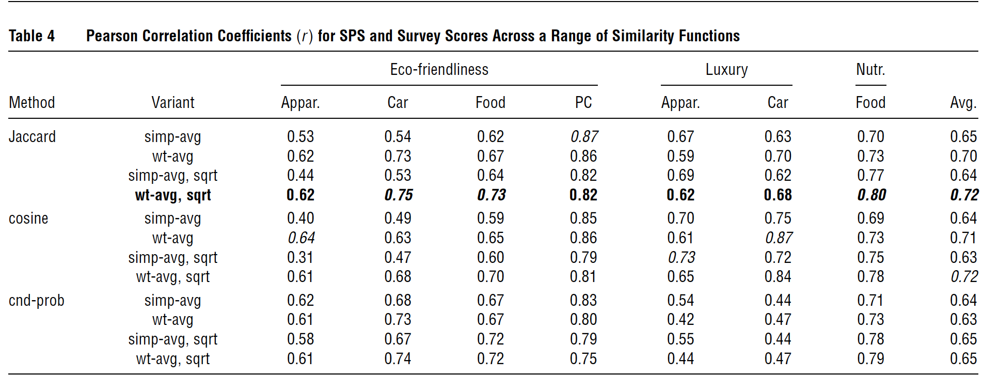 Table 4 Pearson Correlation Coefficients (r) for SPS and Survey Scores Across a Range of Similarity Functions
Eco-friendliness Luxury Nutr.
Method Variant Appar. Car Food PC Appar. Car Food Avg.
Jaccard simp-avg 0.53 0.54 0.62 0.87 0.67 0.63 0.70 0.65
wt-avg 0.62 0.73 0.67 0.86 0.59 0.70 0.73 0.70
simp-avg, sqrt 0.44 0.53 0.64 0.82 0.69 0.62 0.77 0.64
wt-avg, sqrt 0.62 0.75 0.73 0.82 0.62 0.68 0.80 0.72
cosine simp-avg 0.40 0.49 0.59 0.85 0.70 0.75 0.69 0.64
wt-avg 0.64 0.63 0.65 0.86 0.61 0.87 0.73 0.71
simp-avg, sqrt 0.31 0.47 0.60 0.79 0.73 0.72 0.75 0.63
wt-avg, sqrt 0.61 0.68 0.70 0.81 0.65 0.84 0.78 0.72
cnd-prob simp-avg 0.62 0.68 0.67 0.83 0.54 0.44 0.71 0.64
wt-avg 0.61 0.73 0.67 0.80 0.42 0.47 0.73 0.63
simp-avg, sqrt 0.58 0.67 0.72 0.79 0.55 0.44 0.78 0.65
wt-avg, sqrt 0.61 0.74 0.72 0.75 0.44 0.47 0.79 0.65